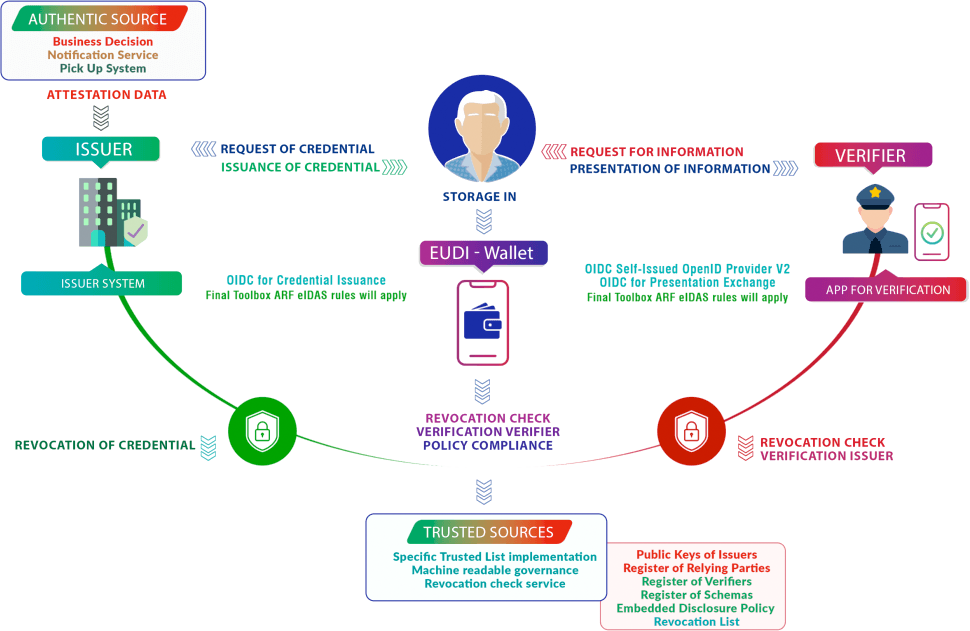 AUTHENTIC SOURCE
Business Decision
Notification Service
Pick Up System
ATTESTATION DATA
ISSUER
REQUEST OF CREDENTIAL
ISSUANCE OF CREDENTIAL
REQUEST FOR INFORMATION
PRESENTATION OF INFORMATION
VERIFIER
STORAGE IN
EUDI - Wallet
ISSUER SYSTEM
OIDC for Credential Issuance
Final Toolbox ARF eIDAS rules will apply
OIDC Self-Issued OpenID Provider V2
OIDC for Presentation Exchange
Final Toolbox ARF eIDAS rules will apply
APP FOR VERIFICATION
REVOCATION OF CREDENTIAL
REVOCATION CHECK
VERIFICATION VERIFIER
POLICY COMPLIANCE
REVOCATION CHECK
VERIFICATION ISSUER
TRUSTED SOURCES
Specific Trusted List implementation
Machine readable governance
Revocation check service
Public Keys of Issuers
Register of Relying Parties
Register of Verifiers
Register of Schemas
Embedded Disclosure Policy
Revocation List